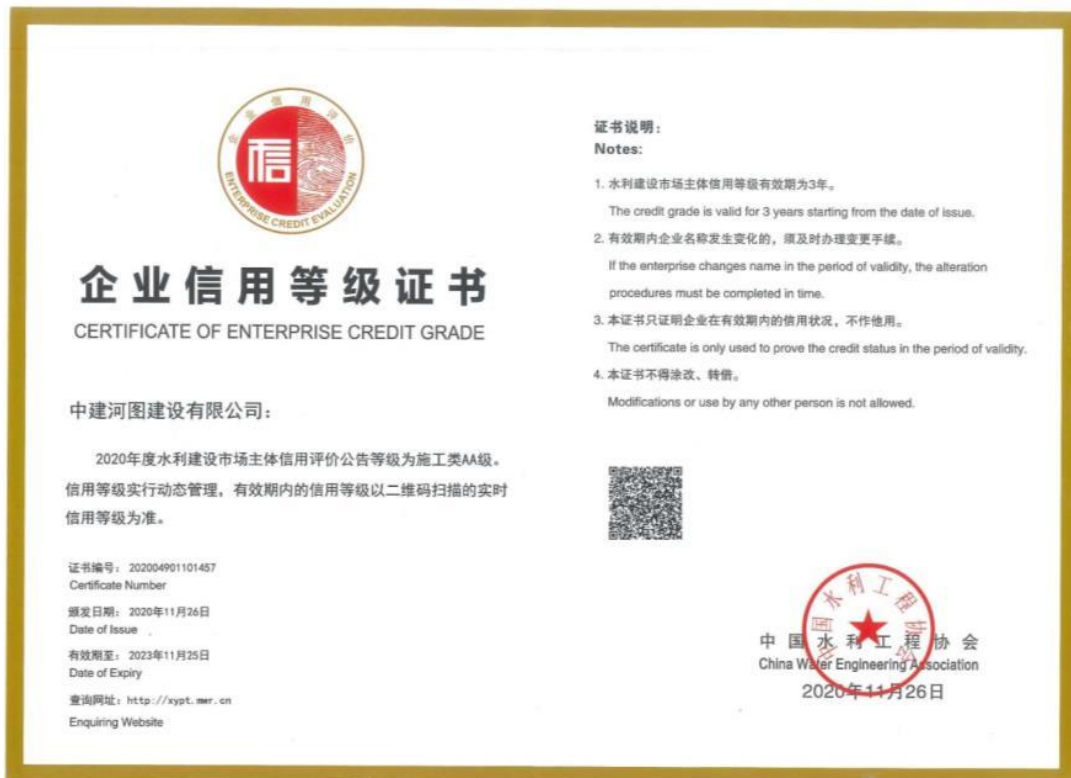 企业信用评价
信
ENTERPRISE CREDIT EVALUATION
企业信用等级证书
CERTIFICATE OF ENTERPRISE CREDIT GRADE
中建河图建设有限公司：
2020年度水利建设市场主体信用评价公告等级为施工类AA级。
信用等级实行动态管理，有效期内的信用等级以二维码扫描的实时
信用等级为准。
证书编号： 202004901101457
Certificate Number
颁发日期： 2020年11月26日
Date of Issue
有效期至： 2023年11月25日
Date of Expiry
查询网址：http://xypt.mwr.cn
Enquiring Website
证书说明：
Notes:
1. 水利建设市场主体信用等级有效期为3年。
The credit grade is valid for 3 years starting from the date of issue.
2. 有效期内企业名称发生变化的，须及时办理变更手续。
If the enterprise changes name in the period of validity, the alteration
procedures must be completed in time.
3. 本证书只证明企业在有效期内的信用状况，不作他用。
The certificate is only used to prove the credit status in the period of validity.
4. 本证书不得涂改、转借。
Modifications or use by any other person is not allowed.
中国水利工程协会
中国水利工程协会
China Water Engineering Association
2020年11月26日